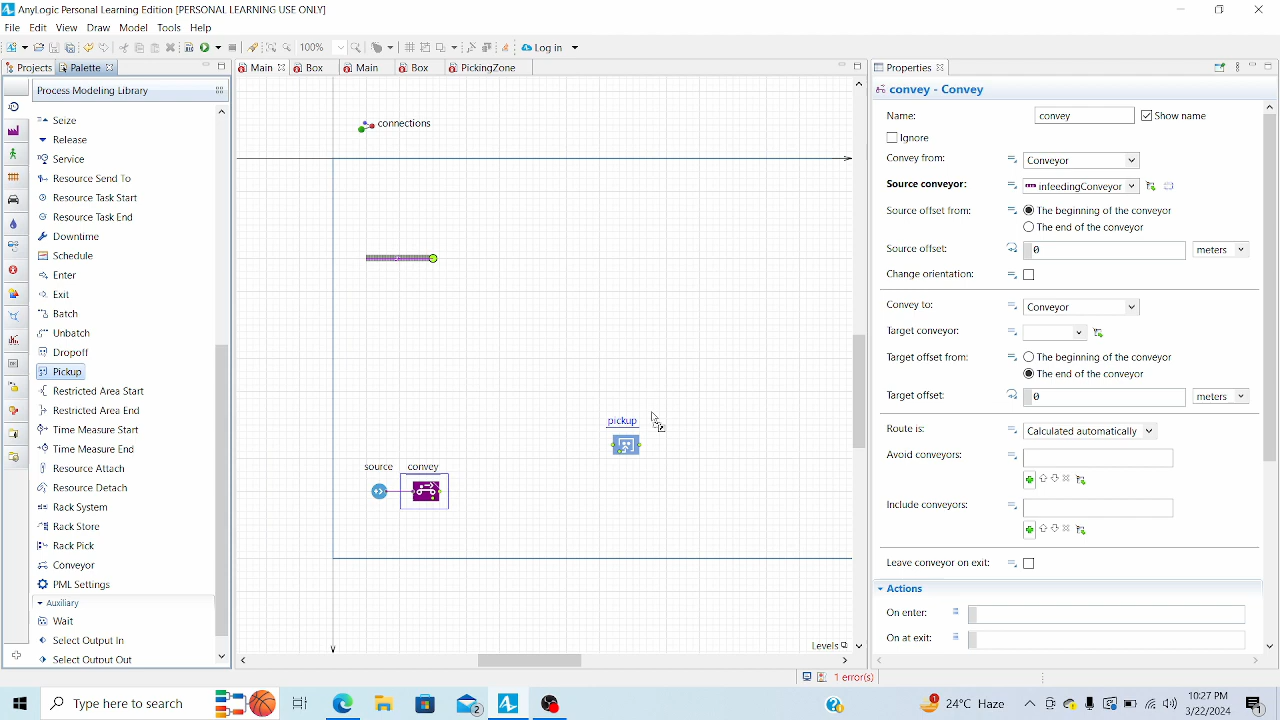 AnyLogic Personal Learning Edition [PERSONAL LEARNING USE ONLY]
File Edit View Draw Model Tools Help
100% Log in
Projects Palette Main Box Main Box PickingZone Properties
Process Modeling Library
convey - Convey
Seize
Release
Service
Resource Send To
Resource Task Start
Resource Task End
Downtime
Schedule
Enter
Exit
Batch
Unbatch
Dropoff
Pickup
Restricted Area Start
Restricted Area End
Time Measure Start
Time Measure End
Resource Attach
Resource Detach
Rack System
Rack Store
Rack Pick
Conveyor
PML Settings
Auxiliary
Wait
Select Output In
Select Output Out
connections
pickup
source convey
Levels
Name: convey Show name
Ignore
Convey from: Conveyor
Source conveyor: infeedingConveyor
Source offset from: The beginning of the conveyor
The end of the conveyor
Source offset: 0 meters
Change orientation:
Convey to: Conveyor
Target conveyor:
Target offset from: The beginning of the conveyor
The end of the conveyor
Target offset: 0 meters
Route is: Calculated automatically
Avoid conveyors:
Include conveyors:
Leave conveyor on exit:
Actions
On enter:
On at exit:
1 error(s)
Type here to search
2
1
24°C Haze
10:27 PM
3/2/2024
1